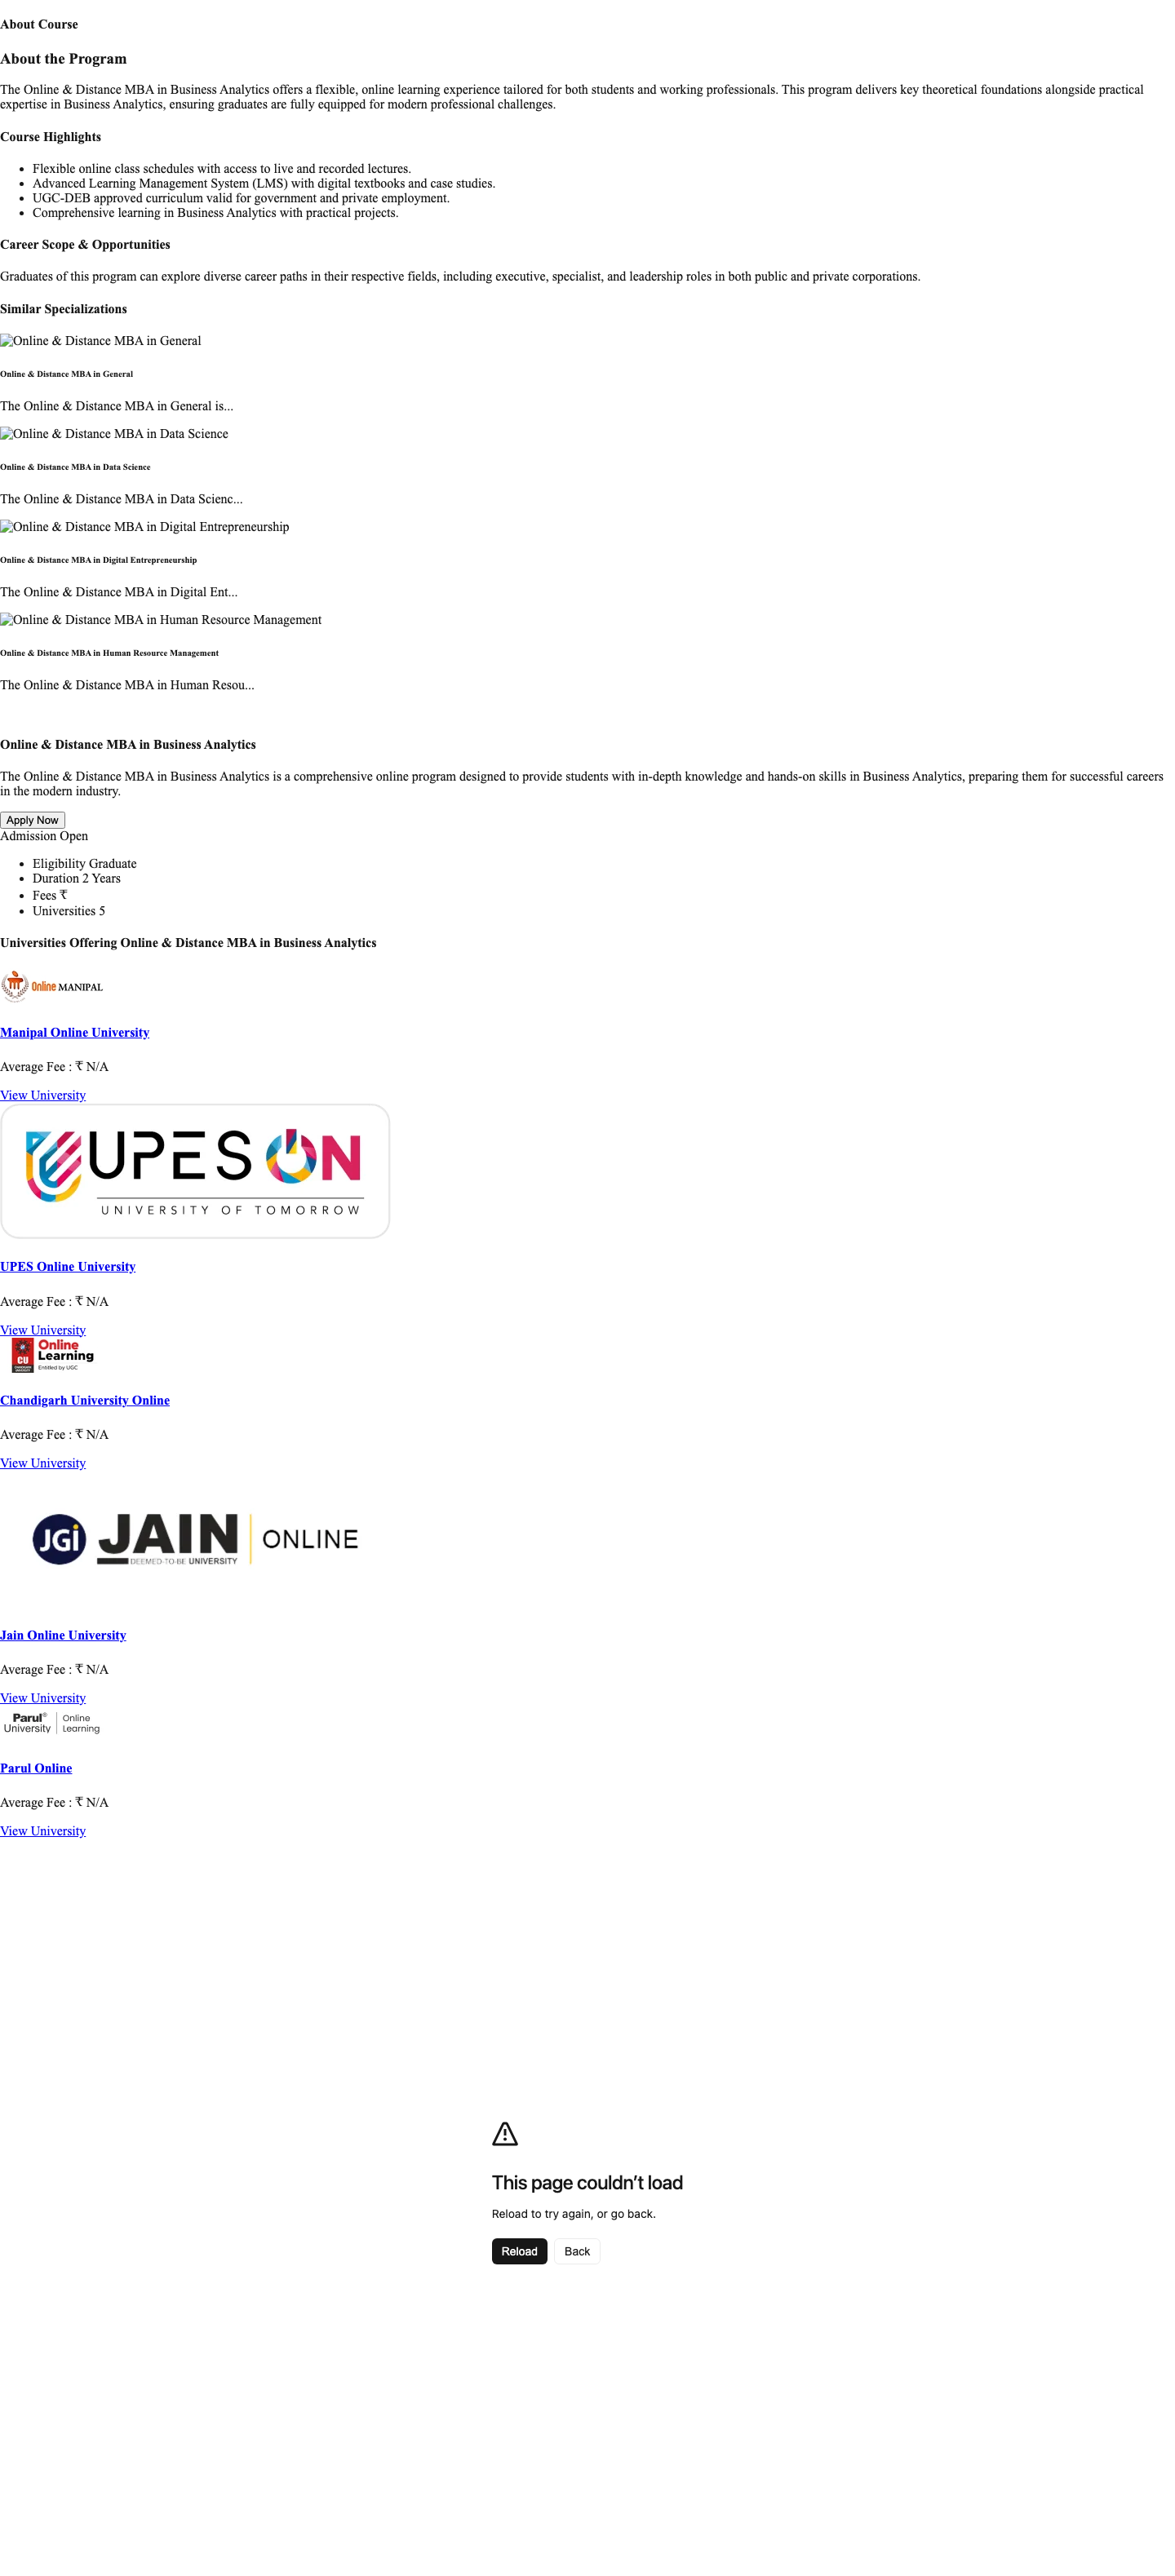 About Course
About the Program
The Online & Distance MBA in Business Analytics offers a flexible, online learning experience tailored for both students and working professionals. This program delivers key theoretical foundations alongside practical
expertise in Business Analytics, ensuring graduates are fully equipped for modern professional challenges.
Course Highlights
• Flexible online class schedules with access to live and recorded lectures.
• Advanced Learning Management System (LMS) with digital textbooks and case studies.
• UGC-DEB approved curriculum valid for government and private employment.
• Comprehensive learning in Business Analytics with practical projects.
Career Scope & Opportunities
Graduates of this program can explore diverse career paths in their respective fields, including executive, specialist, and leadership roles in both public and private corporations.
Similar Specializations
Online & Distance MBA in General
Online & Distance MBA in General
The Online & Distance MBA in General is...
Online & Distance MBA in Data Science
Online & Distance MBA in Data Science
The Online & Distance MBA in Data Scienc...
Online & Distance MBA in Digital Entrepreneurship
Online & Distance MBA in Digital Entrepreneurship
The Online & Distance MBA in Digital Ent...
Online & Distance MBA in Human Resource Management
Online & Distance MBA in Human Resource Management
The Online & Distance MBA in Human Resou...
Online & Distance MBA in Business Analytics
The Online & Distance MBA in Business Analytics is a comprehensive online program designed to provide students with in-depth knowledge and hands-on skills in Business Analytics, preparing them for successful careers
in the modern industry.
Apply Now
Admission Open
• Eligibility Graduate
• Duration 2 Years
• Fees ₹
• Universities 5
Universities Offering Online & Distance MBA in Business Analytics
Online MANIPAL
Manipal Online University
Average Fee : ₹ N/A
View University
UPES ON
UNIVERSITY OF TOMORROW
UPES Online University
Average Fee : ₹ N/A
View University
CU Online
Learning
Entitled by UGC
Chandigarh University Online
Average Fee : ₹ N/A
View University
JGi JAIN ONLINE
DEEMED-TO-BE UNIVERSITY
Jain Online University
Average Fee : ₹ N/A
View University
Parul® Online
University Learning
Parul Online
Average Fee : ₹ N/A
View University
This page couldn’t load
Reload to try again, or go back.
Reload Back